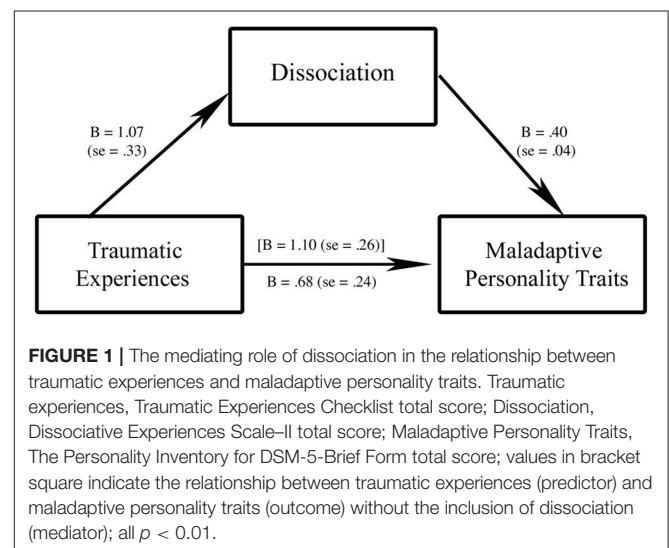 Dissociation
B = 1.07
(se = .33)
B = .40
(se = .04)
Traumatic
Experiences
[B = 1.10 (se = .26)]
B = .68 (se = .24)
Maladaptive
Personality Traits
FIGURE 1 | The mediating role of dissociation in the relationship between
traumatic experiences and maladaptive personality traits. Traumatic
experiences, Traumatic Experiences Checklist total score; Dissociation,
Dissociative Experiences Scale–II total score; Maladaptive Personality Traits,
The Personality Inventory for DSM-5-Brief Form total score; values in bracket
square indicate the relationship between traumatic experiences (predictor) and
maladaptive personality traits (outcome) without the inclusion of dissociation
(mediator); all p < 0.01.